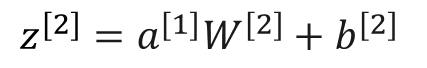 z^[2] = a^[1]W^[2] + b^[2]